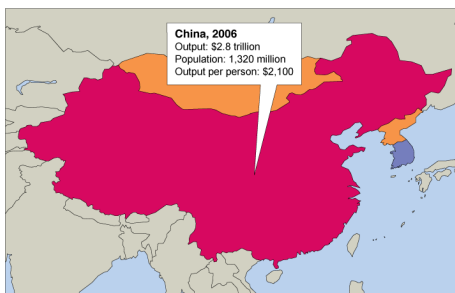 China, 2006
Output: $2.8 trillion
Population: 1,320 million
Output per person: $2,100